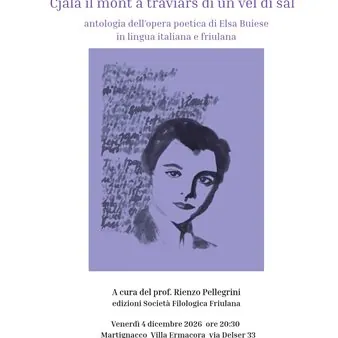 Cjalâ il mont a traviars di un vel di sal
antologia dell'opera poetica di Elsa Buiese
in lingua italiana e friulana
A cura del prof. Rienzo Pellegrini
edizioni Società Filologica Friulana
Venerdì 4 dicembre 2026 ore 20:30
Martignacco Villa Ermacora via Delser 33